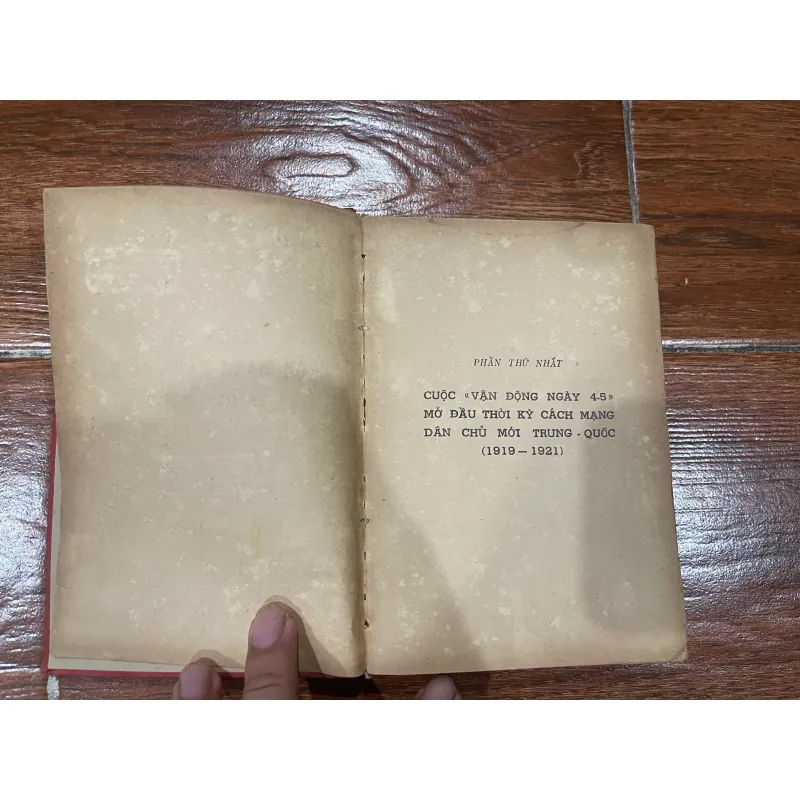 PHẦN THỨ NHẤT
CUỘC «VẬN ĐỘNG NGÀY 4-5»
MỞ ĐẦU THỜI KỲ CÁCH MẠNG
DÂN CHỦ MỚI TRUNG - QUỐC
(1919 — 1921)